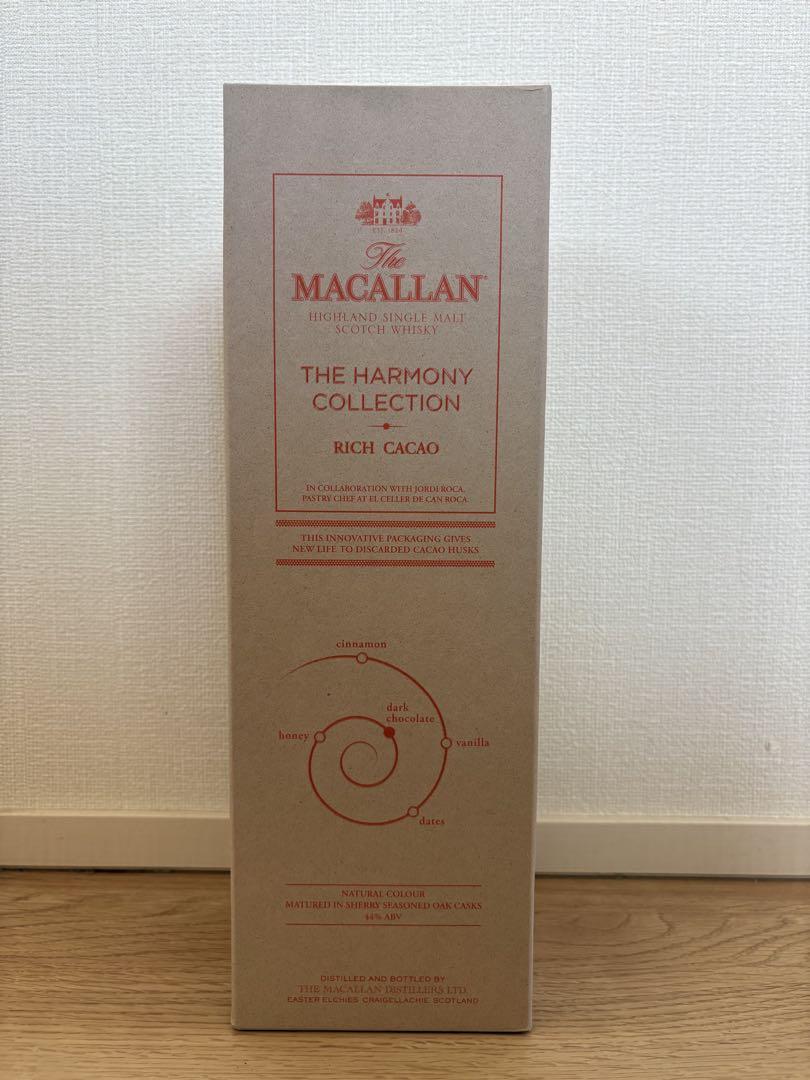 EST. 1824
The
MACALLAN
HIGHLAND SINGLE MALT
SCOTCH WHISKY
THE HARMONY
COLLECTION
RICH CACAO
IN COLLABORATION WITH JORDI ROCA,
PASTRY CHEF AT EL CELLER DE CAN ROCA
THIS INNOVATIVE PACKAGING GIVES
NEW LIFE TO DISCARDED CACAO HUSKS
cinnamon
dark
chocolate
honey
vanilla
dates
NATURAL COLOUR
MATURED IN SHERRY SEASONED OAK CASKS
44% ABV
DISTILLED AND BOTTLED BY
THE MACALLAN DISTILLERS LTD.
EASTER ELCHIES, CRAIGELLACHIE, SCOTLAND